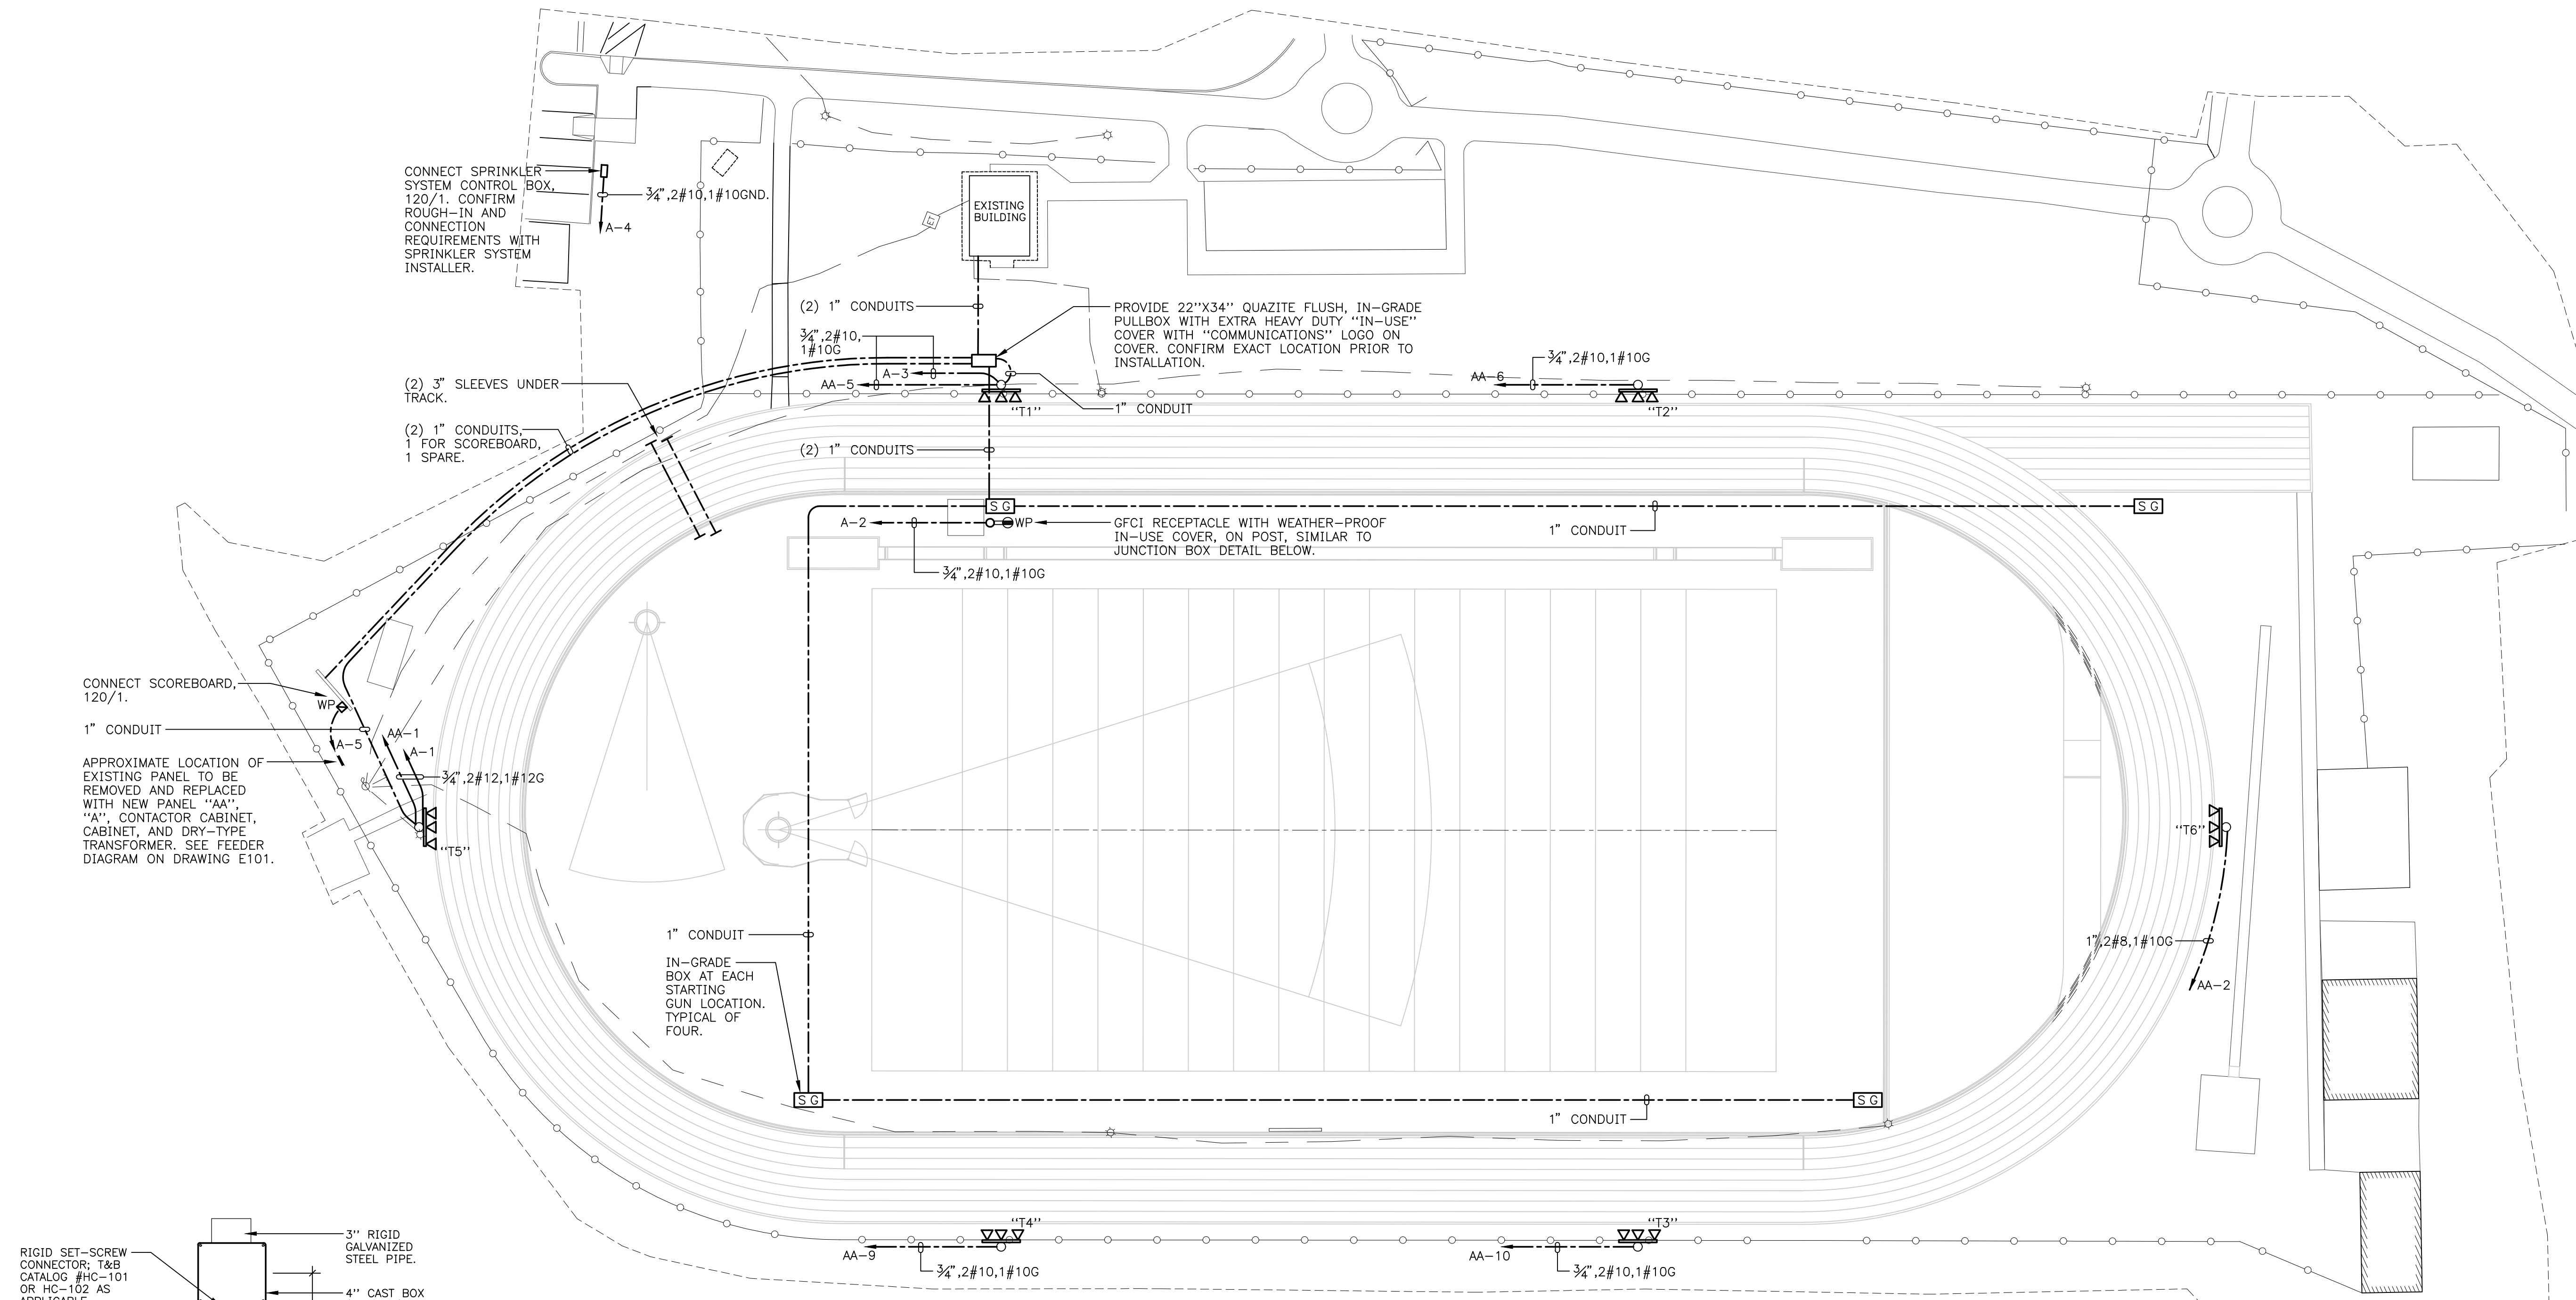 CONNECT SPRINKLER
SYSTEM CONTROL BOX,
120/1. CONFIRM
ROUGH-IN AND
CONNECTION
REQUIREMENTS WITH
SPRINKLER SYSTEM
INSTALLER.
3/4",2#10,1#10GND.
A-4
EXISTING
BUILDING
ET
(2) 1" CONDUITS
3/4",2#10,
1#10G
A-3
AA-5
PROVIDE 22"X34" QUAZITE FLUSH, IN-GRADE
PULLBOX WITH EXTRA HEAVY DUTY "IN-USE"
COVER WITH "COMMUNICATIONS" LOGO ON
COVER. CONFIRM EXACT LOCATION PRIOR TO
INSTALLATION.
1" CONDUIT
"T1"
3/4",2#10,1#10G
AA-6
"T2"
(2) 3" SLEEVES UNDER
TRACK.
(2) 1" CONDUITS,
1 FOR SCOREBOARD,
1 SPARE.
(2) 1" CONDUITS
SG
A-2
WP
GFCI RECEPTACLE WITH WEATHER-PROOF
IN-USE COVER, ON POST, SIMILAR TO
JUNCTION BOX DETAIL BELOW.
3/4",2#10,1#10G
1" CONDUIT
SG
CONNECT SCOREBOARD,
120/1.
WP
1" CONDUIT
A-5
AA-1
A-1
APPROXIMATE LOCATION OF
EXISTING PANEL TO BE
REMOVED AND REPLACED
WITH NEW PANEL "AA",
"A", CONTACTOR CABINET,
CABINET, AND DRY-TYPE
TRANSFORMER. SEE FEEDER
DIAGRAM ON DRAWING E101.
3/4",2#12,1#12G
"T5"
"T6"
1",2#8,1#10G
AA-2
1" CONDUIT
IN-GRADE
BOX AT EACH
STARTING
GUN LOCATION.
TYPICAL OF
FOUR.
SG
1" CONDUIT
SG
"T4"
AA-9
3/4",2#10,1#10G
"T3"
AA-10
3/4",2#10,1#10G
3" RIGID
GALVANIZED
STEEL PIPE.
RIGID SET-SCREW
CONNECTOR; T&B
CATALOG #HC-101
OR HC-102 AS
APPLICABLE
4" CAST BOX